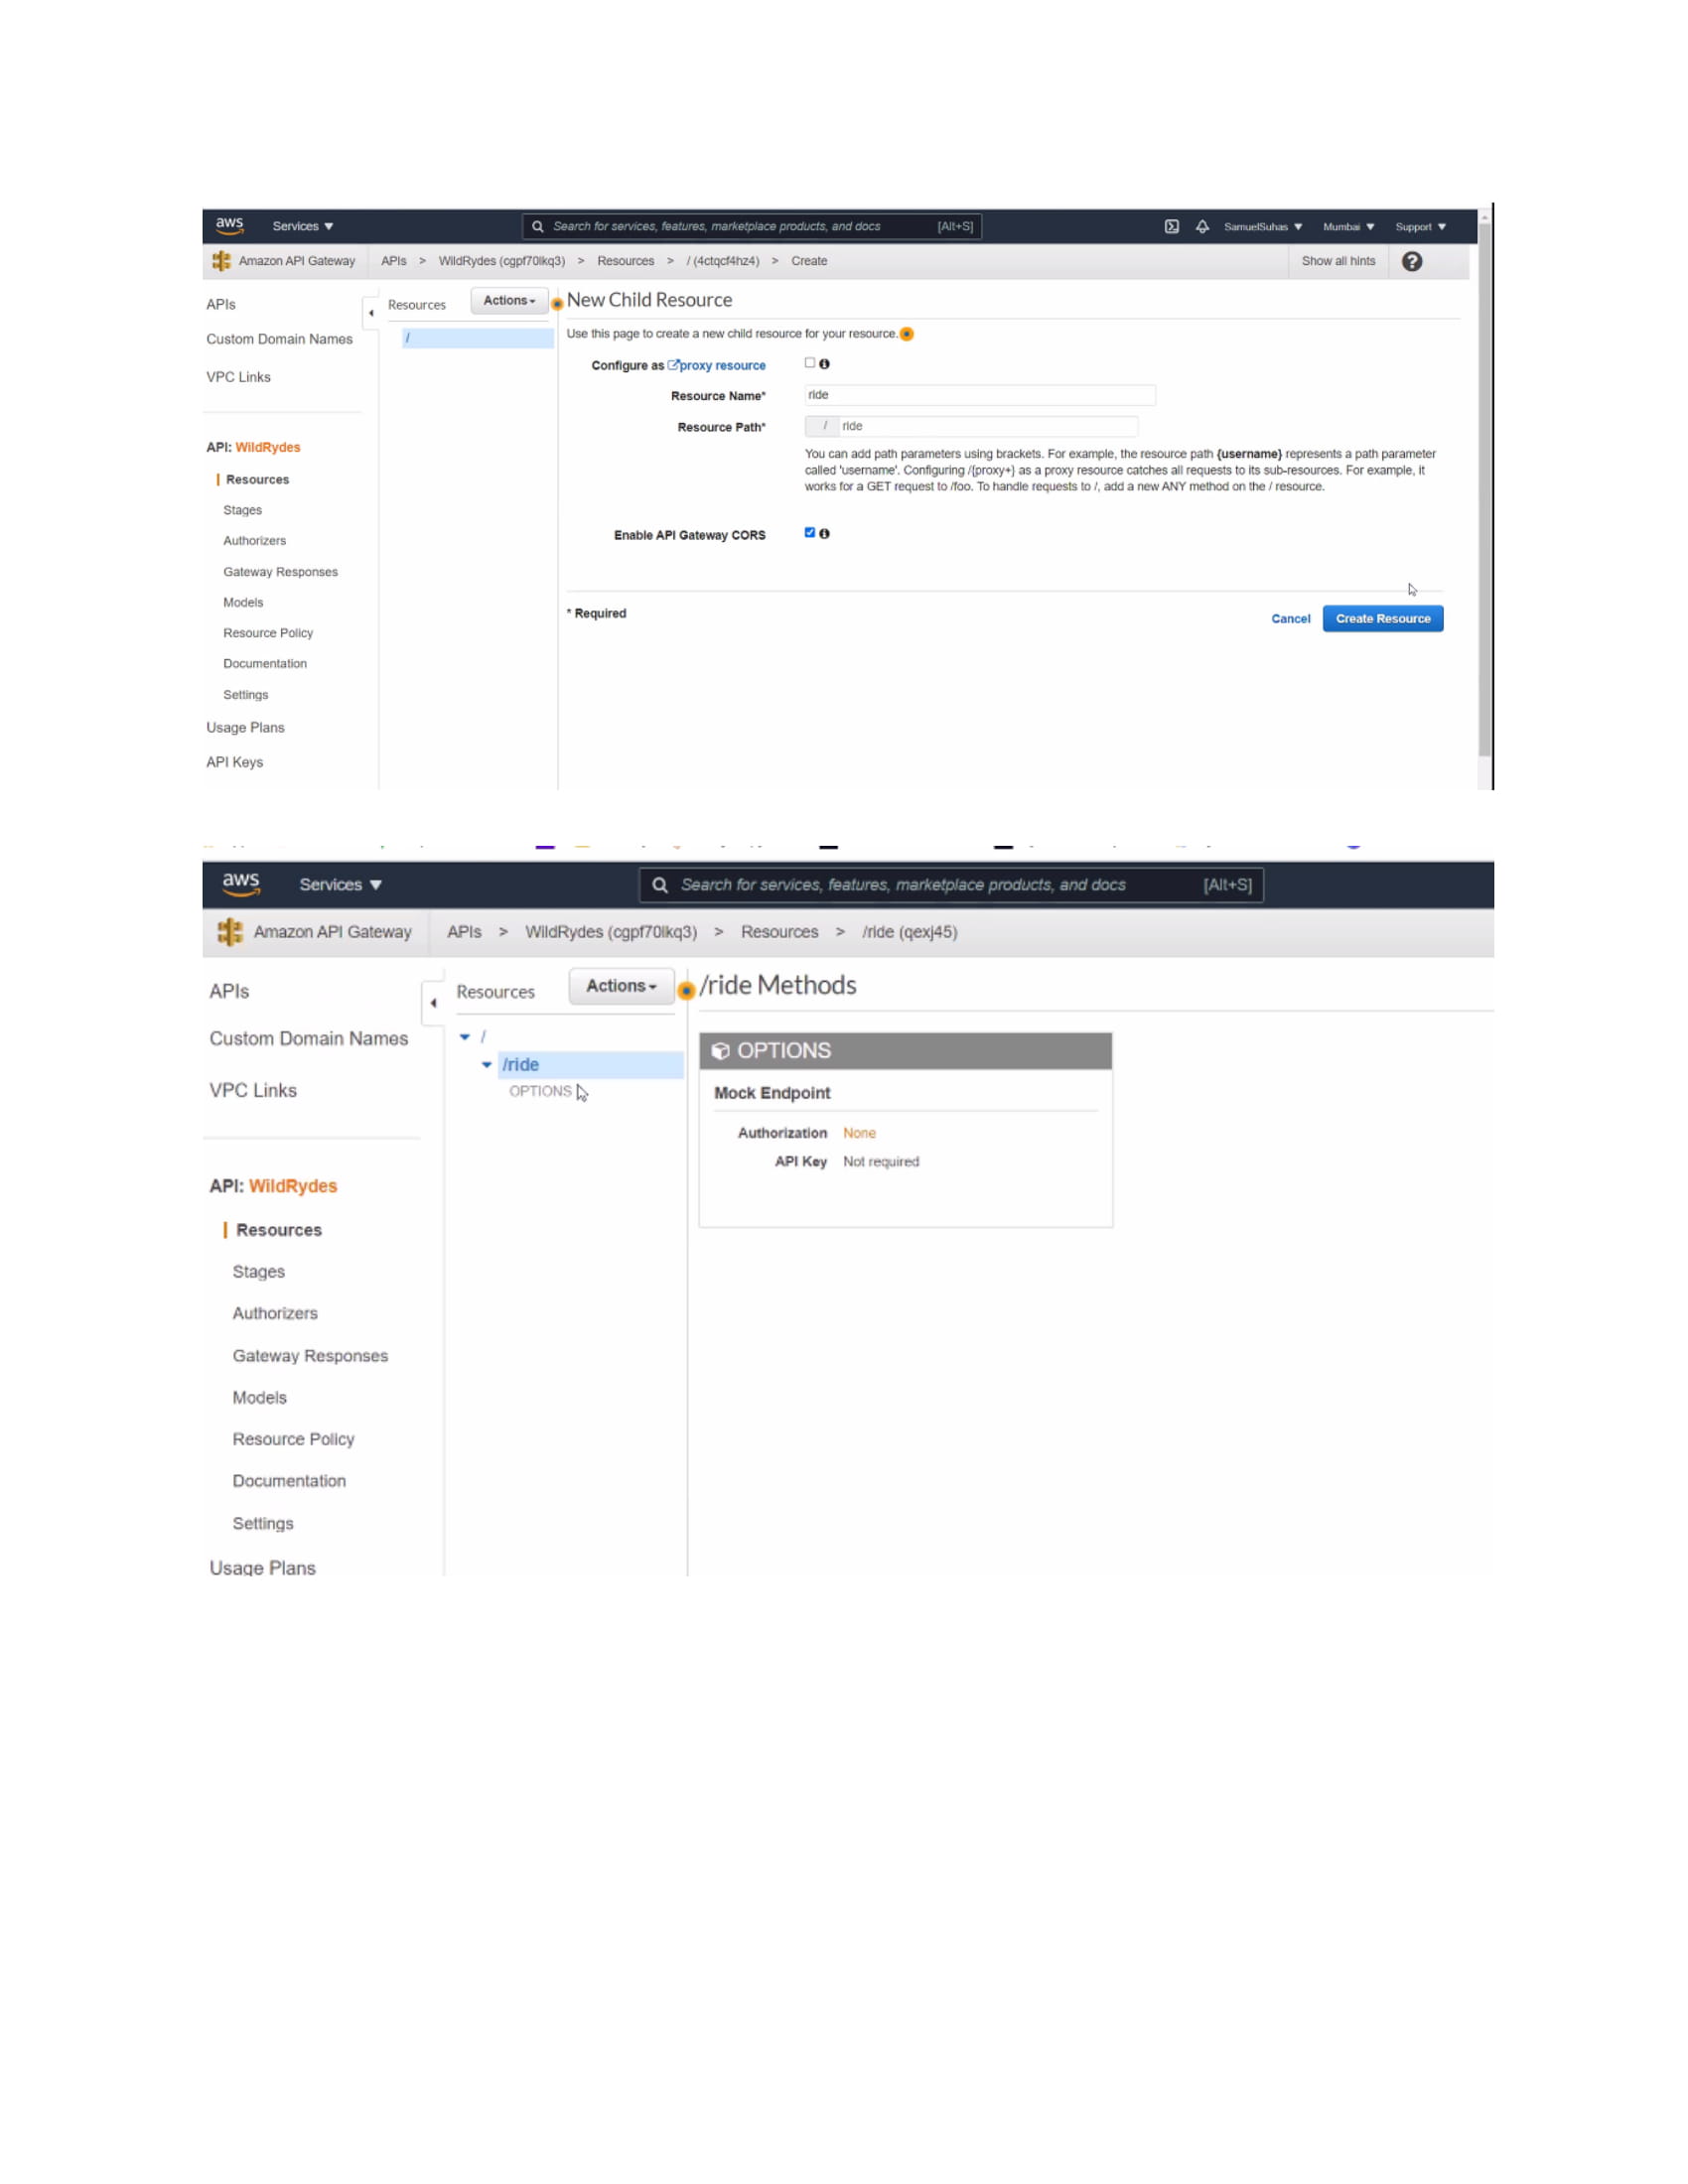 aws Services ▼ Search for services, features, marketplace products, and docs [Alt+S] SamuelSuhas ▼ Mumbai ▼ Support ▼
Amazon API Gateway APIs > WildRydes (cgpf70lkq3) > Resources > / (4ctqcf4hz4) > Create Show all hints ?
APIs
Custom Domain Names
VPC Links
API: WildRydes
Resources
Stages
Authorizers
Gateway Responses
Models
Resource Policy
Documentation
Settings
Usage Plans
API Keys
Resources Actions
/
New Child Resource
Use this page to create a new child resource for your resource.
Configure as proxy resource
Resource Name* ride
Resource Path* / ride
You can add path parameters using brackets. For example, the resource path {username} represents a path parameter
called 'username'. Configuring /{proxy+} as a proxy resource catches all requests to its sub-resources. For example, it
works for a GET request to /foo. To handle requests to /, add a new ANY method on the / resource.
Enable API Gateway CORS
* Required Cancel Create Resource
aws Services ▼ Search for services, features, marketplace products, and docs [Alt+S]
Amazon API Gateway APIs > WildRydes (cgpf70lkq3) > Resources > /ride (qexj45)
APIs
Custom Domain Names
VPC Links
API: WildRydes
Resources
Stages
Authorizers
Gateway Responses
Models
Resource Policy
Documentation
Settings
Usage Plans
Resources Actions
/
/ride
OPTIONS
/ride Methods
OPTIONS
Mock Endpoint
Authorization None
API Key Not required